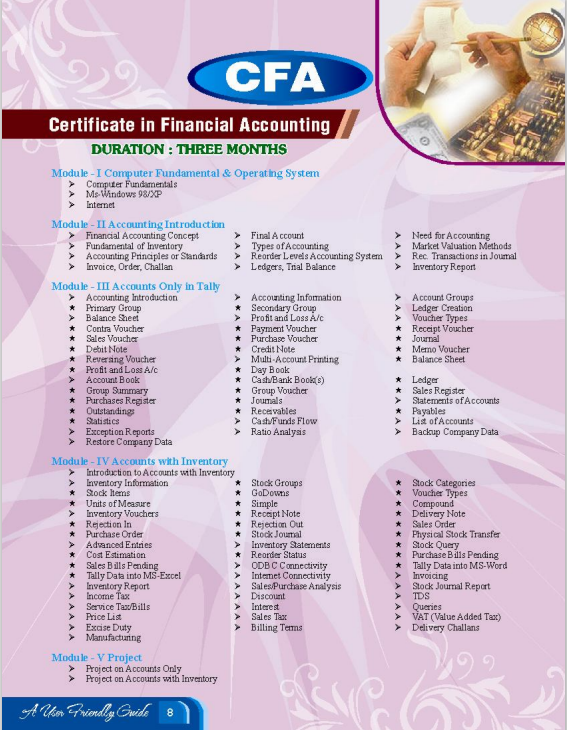 CFA
Certificate in Financial Accounting
DURATION : THREE MONTHS
Module - I Computer Fundamental & Operating System
Computer Fundamentals
Ms-Windows 98/XP
Internet
Module - II Accounting Introduction
Financial Accounting Concept Final Account Need for Accounting
Fundamental of Inventory Types of Accounting Market Valuation Methods
Accounting Principles or Standards Reorder Levels Accounting System Rec. Transactions in Journal
Invoice, Order, Challan Ledgers, Trial Balance Inventory Report
Module - III Accounts Only in Tally
Accounting Introduction Accounting Information Account Groups
Primary Group Secondary Group Ledger Creation
Balance Sheet Profit and Loss A/c Voucher Types
Contra Voucher Payment Voucher Receipt Voucher
Sales Voucher Purchase Voucher Journal
Debit Note Credit Note Memo Voucher
Reversing Voucher Multi-Account Printing Balance Sheet
Profit and Loss A/c Day Book
Account Book Cash/Bank Book(s) Ledger
Group Summary Group Voucher Sales Register
Purchases Register Journals Statements of Accounts
Outstandings Receivables Payables
Statistics Cash/Funds Flow List of Accounts
Exception Reports Ratio Analysis Backup Company Data
Restore Company Data
Module - IV Accounts with Inventory
Introduction to Accounts with Inventory
Inventory Information Stock Groups Stock Categories
Stock Items GoDowns Voucher Types
Units of Measure Simple Compound
Inventory Vouchers Receipt Note Delivery Note
Rejection In Rejection Out Sales Order
Purchase Order Stock Journal Physical Stock Transfer
Advanced Entries Inventory Statements Stock Query
Cost Estimation Reorder Status Purchase Bills Pending
Sales Bills Pending ODBC Connectivity Tally Data into MS-Word
Tally Data into MS-Excel Internet Connectivity Invoicing
Inventory Report Sales/Purchase Analysis Stock Journal Report
Income Tax Discount TDS
Service Tax/Bills Interest Queries
Price List Sales Tax VAT (Value Added Tax)
Excise Duty Billing Terms Delivery Challans
Manufacturing
Module - V Project
Project on Accounts Only
Project on Accounts with Inventory
A User Friendly Guide 8